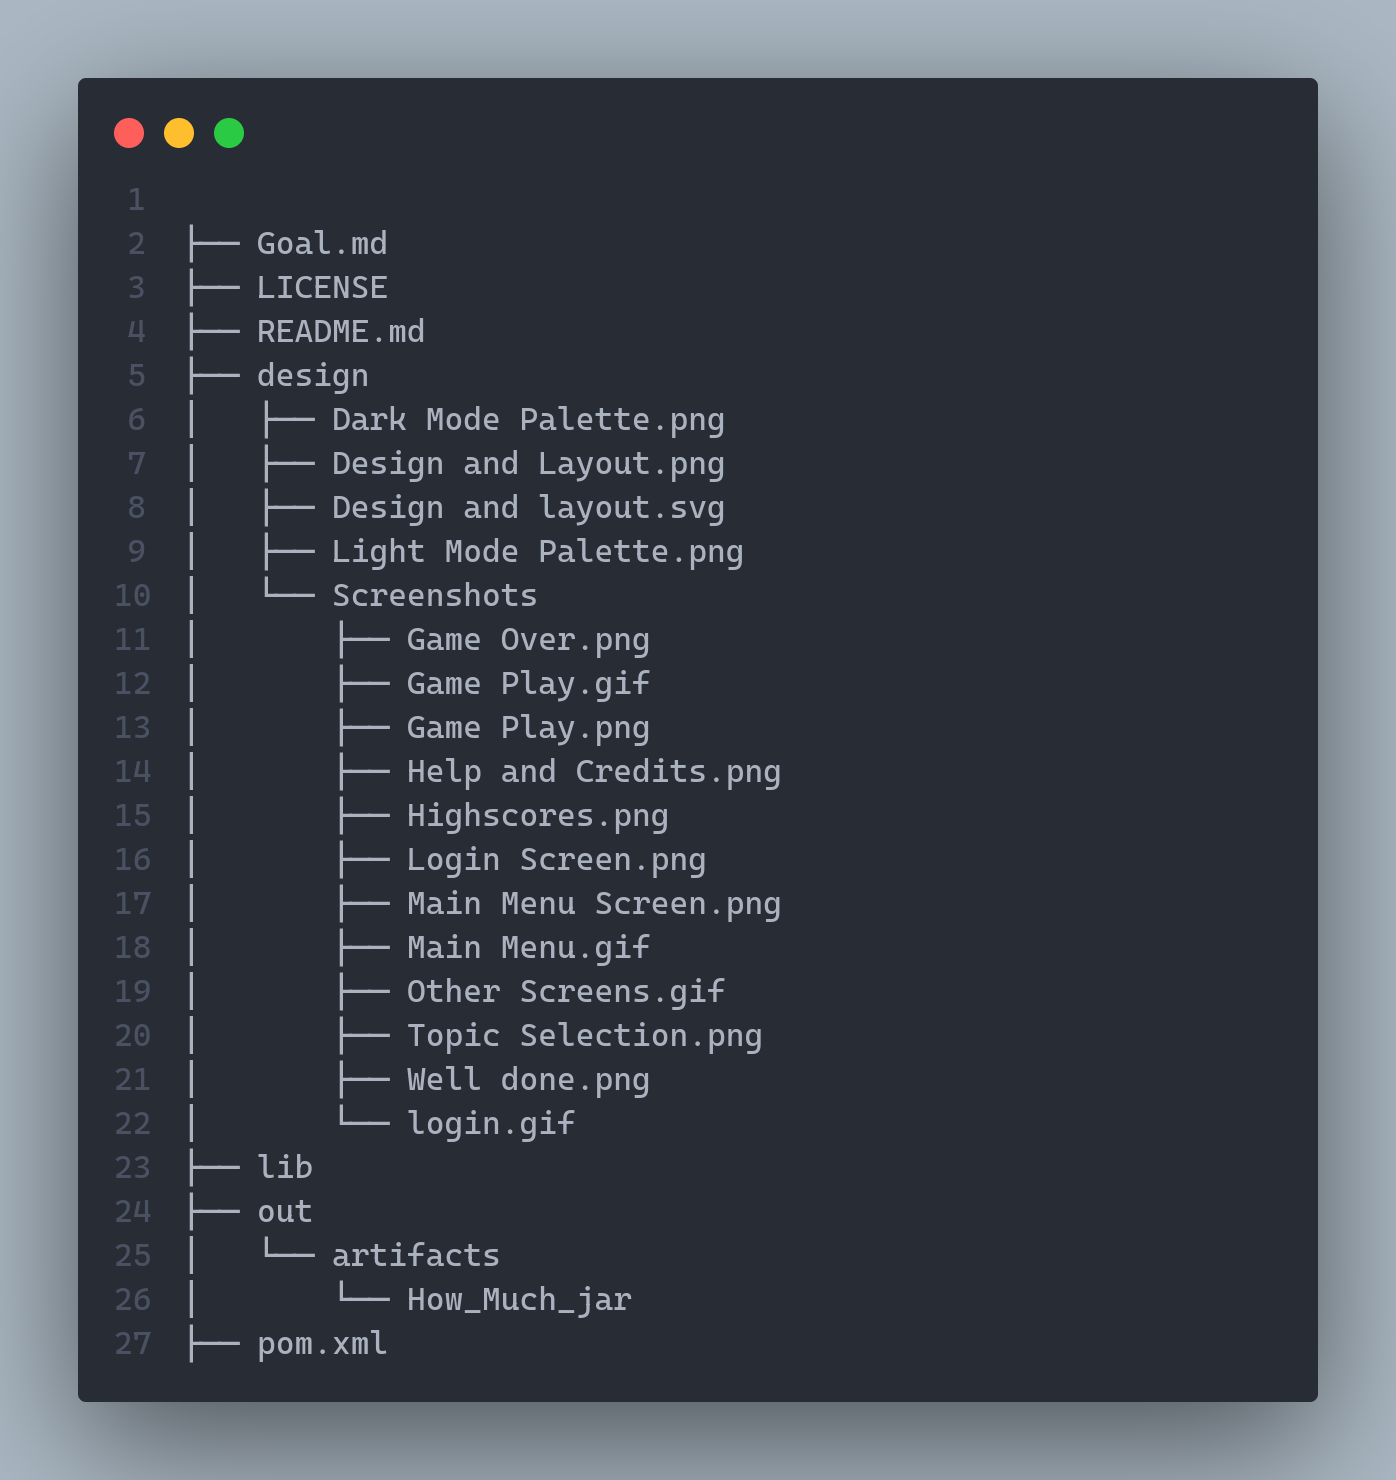 1
2 ├── Goal.md
3 ├── LICENSE
4 ├── README.md
5 ├── design
6 │   ├── Dark Mode Palette.png
7 │   ├── Design and Layout.png
8 │   ├── Design and layout.svg
9 │   ├── Light Mode Palette.png
10 │   └── Screenshots
11 │       ├── Game Over.png
12 │       ├── Game Play.gif
13 │       ├── Game Play.png
14 │       ├── Help and Credits.png
15 │       ├── Highscores.png
16 │       ├── Login Screen.png
17 │       ├── Main Menu Screen.png
18 │       ├── Main Menu.gif
19 │       ├── Other Screens.gif
20 │       ├── Topic Selection.png
21 │       ├── Well done.png
22 │       └── login.gif
23 ├── lib
24 ├── out
25 │   └── artifacts
26 │       └── How_Much_jar
27 ├── pom.xml